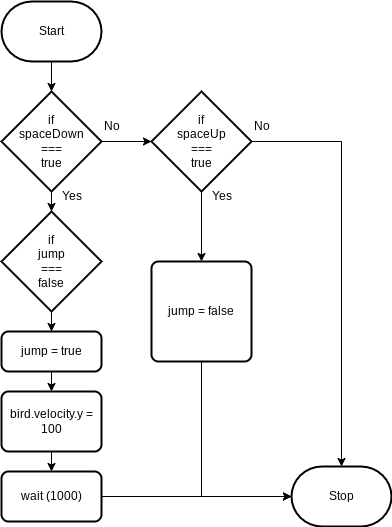 Start
if
spaceDown
===
true
No
if
spaceUp
===
true
No
Yes
Yes
if
jump
===
false
jump = false
jump = true
bird.velocity.y =
100
wait (1000)
Stop